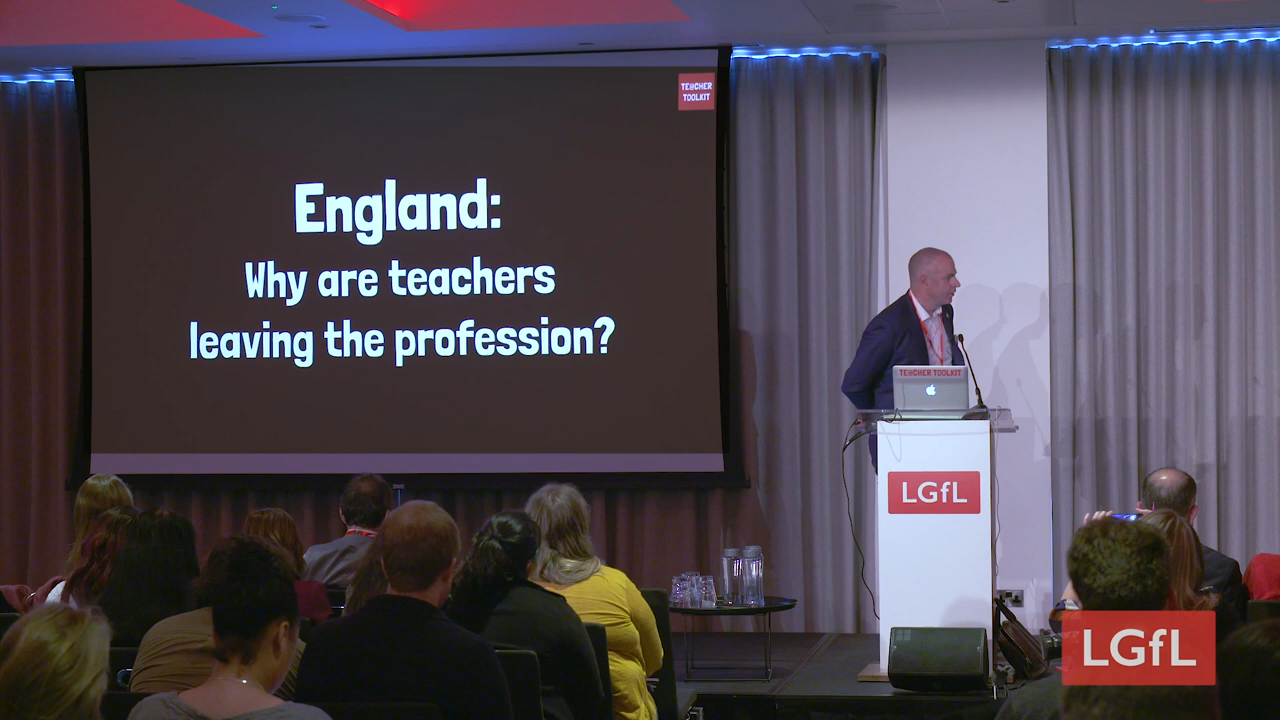 TE@CHER
TOOLKIT
England:
Why are teachers
leaving the profession?
TE@CHER TOOLKIT
LGfL
LGfL